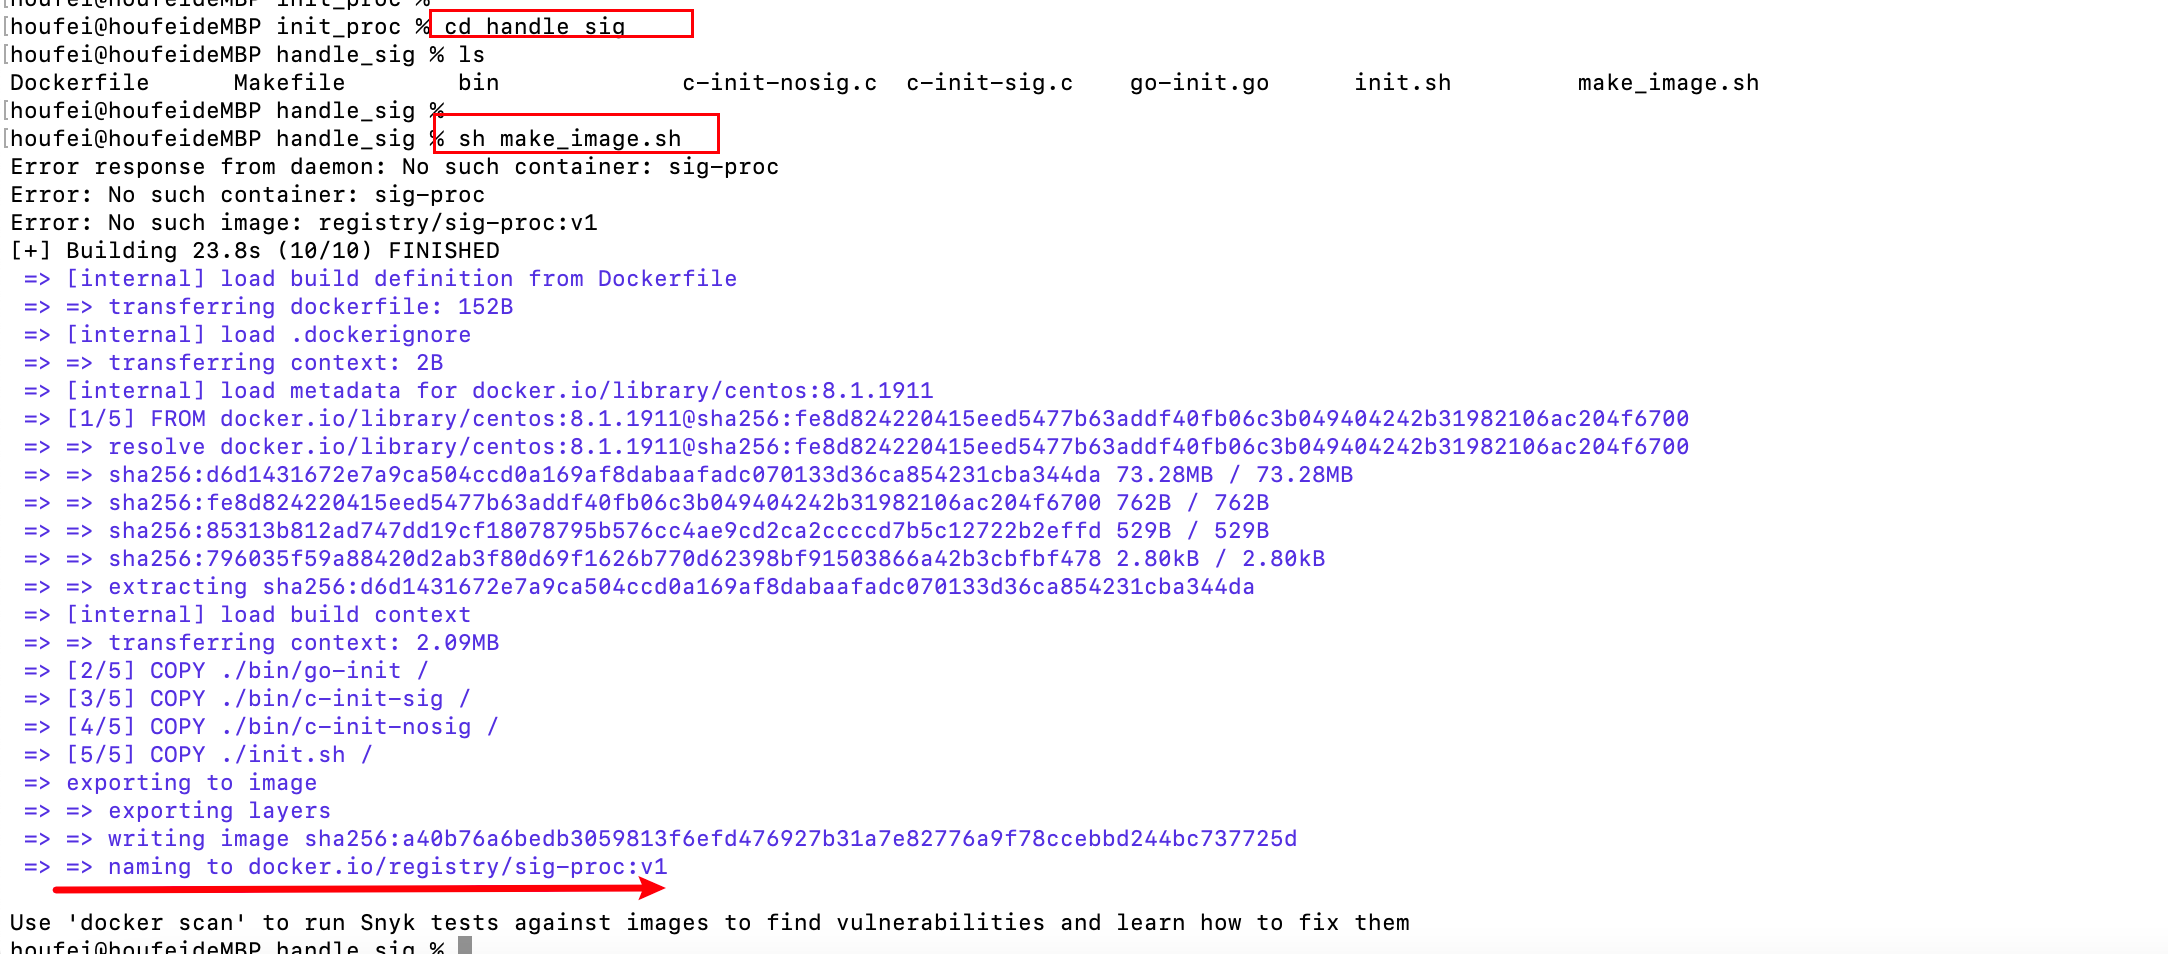 [houfei@houfeideMBP init_proc %
[houfei@houfeideMBP init_proc % cd handle_sig
[houfei@houfeideMBP handle_sig % ls
Dockerfile      Makefile        bin             c-init-nosig.c  c-init-sig.c    go-init.go      init.sh         make_image.sh
[houfei@houfeideMBP handle_sig %
[houfei@houfeideMBP handle_sig % sh make_image.sh
Error response from daemon: No such container: sig-proc
Error: No such container: sig-proc
Error: No such image: registry/sig-proc:v1
[+] Building 23.8s (10/10) FINISHED
 => [internal] load build definition from Dockerfile
 => => transferring dockerfile: 152B
 => [internal] load .dockerignore
 => => transferring context: 2B
 => [internal] load metadata for docker.io/library/centos:8.1.1911
 => [1/5] FROM docker.io/library/centos:8.1.1911@sha256:fe8d824220415eed5477b63addf40fb06c3b049404242b31982106ac204f6700
 => => resolve docker.io/library/centos:8.1.1911@sha256:fe8d824220415eed5477b63addf40fb06c3b049404242b31982106ac204f6700
 => => sha256:d6d1431672e7a9ca504ccd0a169af8dabaafadc070133d36ca854231cba344da 73.28MB / 73.28MB
 => => sha256:fe8d824220415eed5477b63addf40fb06c3b049404242b31982106ac204f6700 762B / 762B
 => => sha256:85313b812ad747dd19cf18078795b576cc4ae9cd2ca2ccccd7b5c12722b2effd 529B / 529B
 => => sha256:796035f59a88420d2ab3f80d69f1626b770d62398bf91503866a42b3cbfbf478 2.80kB / 2.80kB
 => => extracting sha256:d6d1431672e7a9ca504ccd0a169af8dabaafadc070133d36ca854231cba344da
 => [internal] load build context
 => => transferring context: 2.09MB
 => [2/5] COPY ./bin/go-init /
 => [3/5] COPY ./bin/c-init-sig /
 => [4/5] COPY ./bin/c-init-nosig /
 => [5/5] COPY ./init.sh /
 => exporting to image
 => => exporting layers
 => => writing image sha256:a40b76a6bedb3059813f6efd476927b31a7e82776a9f78ccebbd244bc737725d
 => => naming to docker.io/registry/sig-proc:v1
Use 'docker scan' to run Snyk tests against images to find vulnerabilities and learn how to fix them
houfei@houfeideMBP handle_sig %